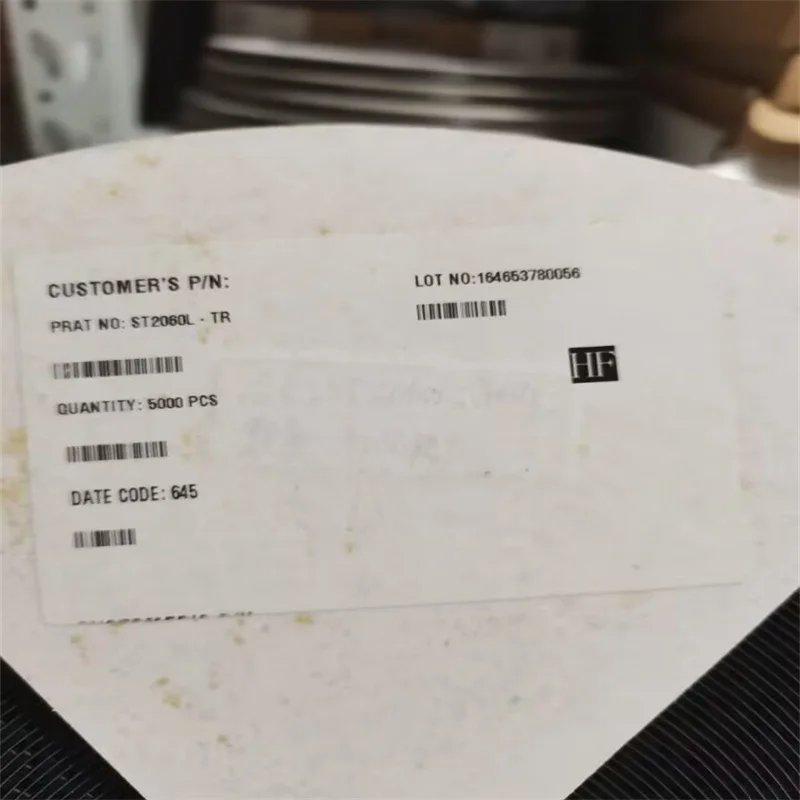 CUSTOMER'S P/N:
LOT NO:164653780056
PRAT NO: ST2060L - TR
HF
QUANTITY: 5000 PCS
DATE CODE: 645